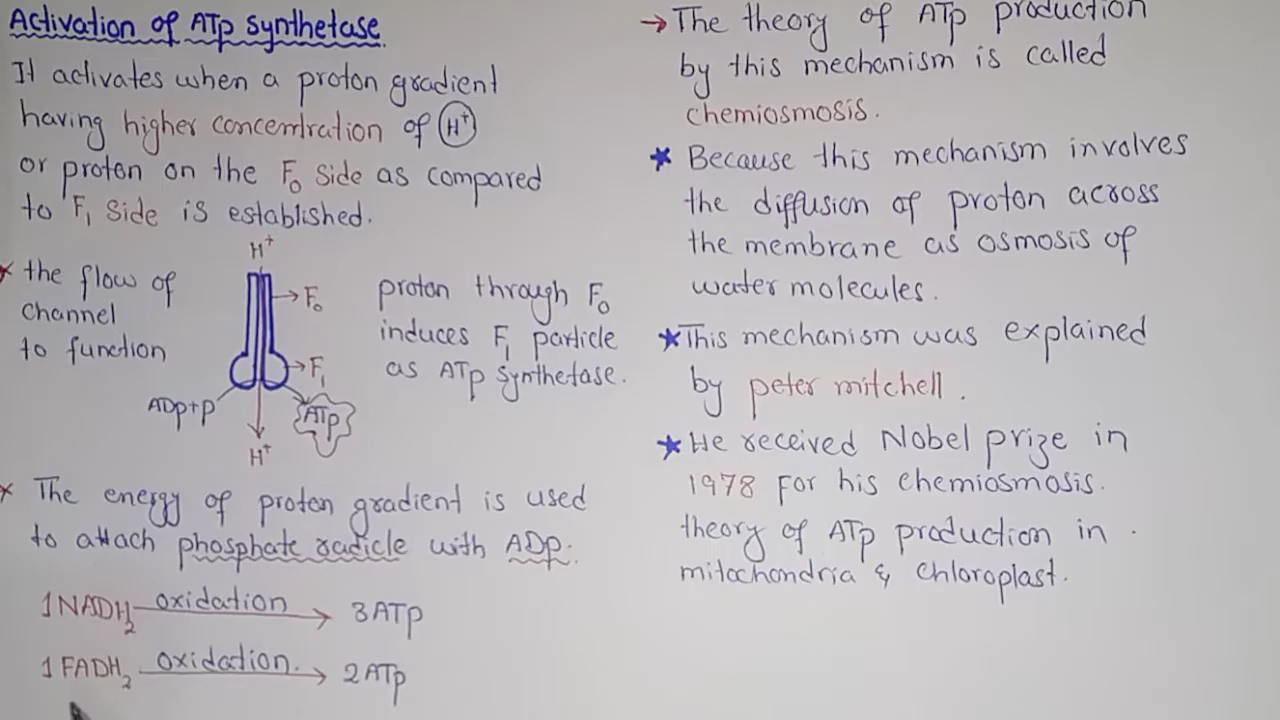 Activation of ATp synthetase
It activates when a proton gradient
having higher concentration of H⁺
or proton on the F₀ side as compared
to F₁ side is established.
* the flow of
channel
to function
H⁺
F₀
F₁
ADp+p
ATp
H⁺
proton through F₀
induces F₁ particle
as ATp synthetase.
* The energy of proton gradient is used
to attach phosphate radicle with ADp.
1NADH₂ oxidation → 3ATp
1FADH₂ oxidation. → 2ATp
→ The theory of ATp production
by this mechanism is called
chemiosmosis.
★ Because this mechanism involves
the diffusion of proton across
the membrane as osmosis of
water molecules.
★ This mechanism was explained
by peter mitchell.
★ He received Nobel prize in
1978 for his chemiosmosis.
theory of ATp production in.
mitochondria & chloroplast.